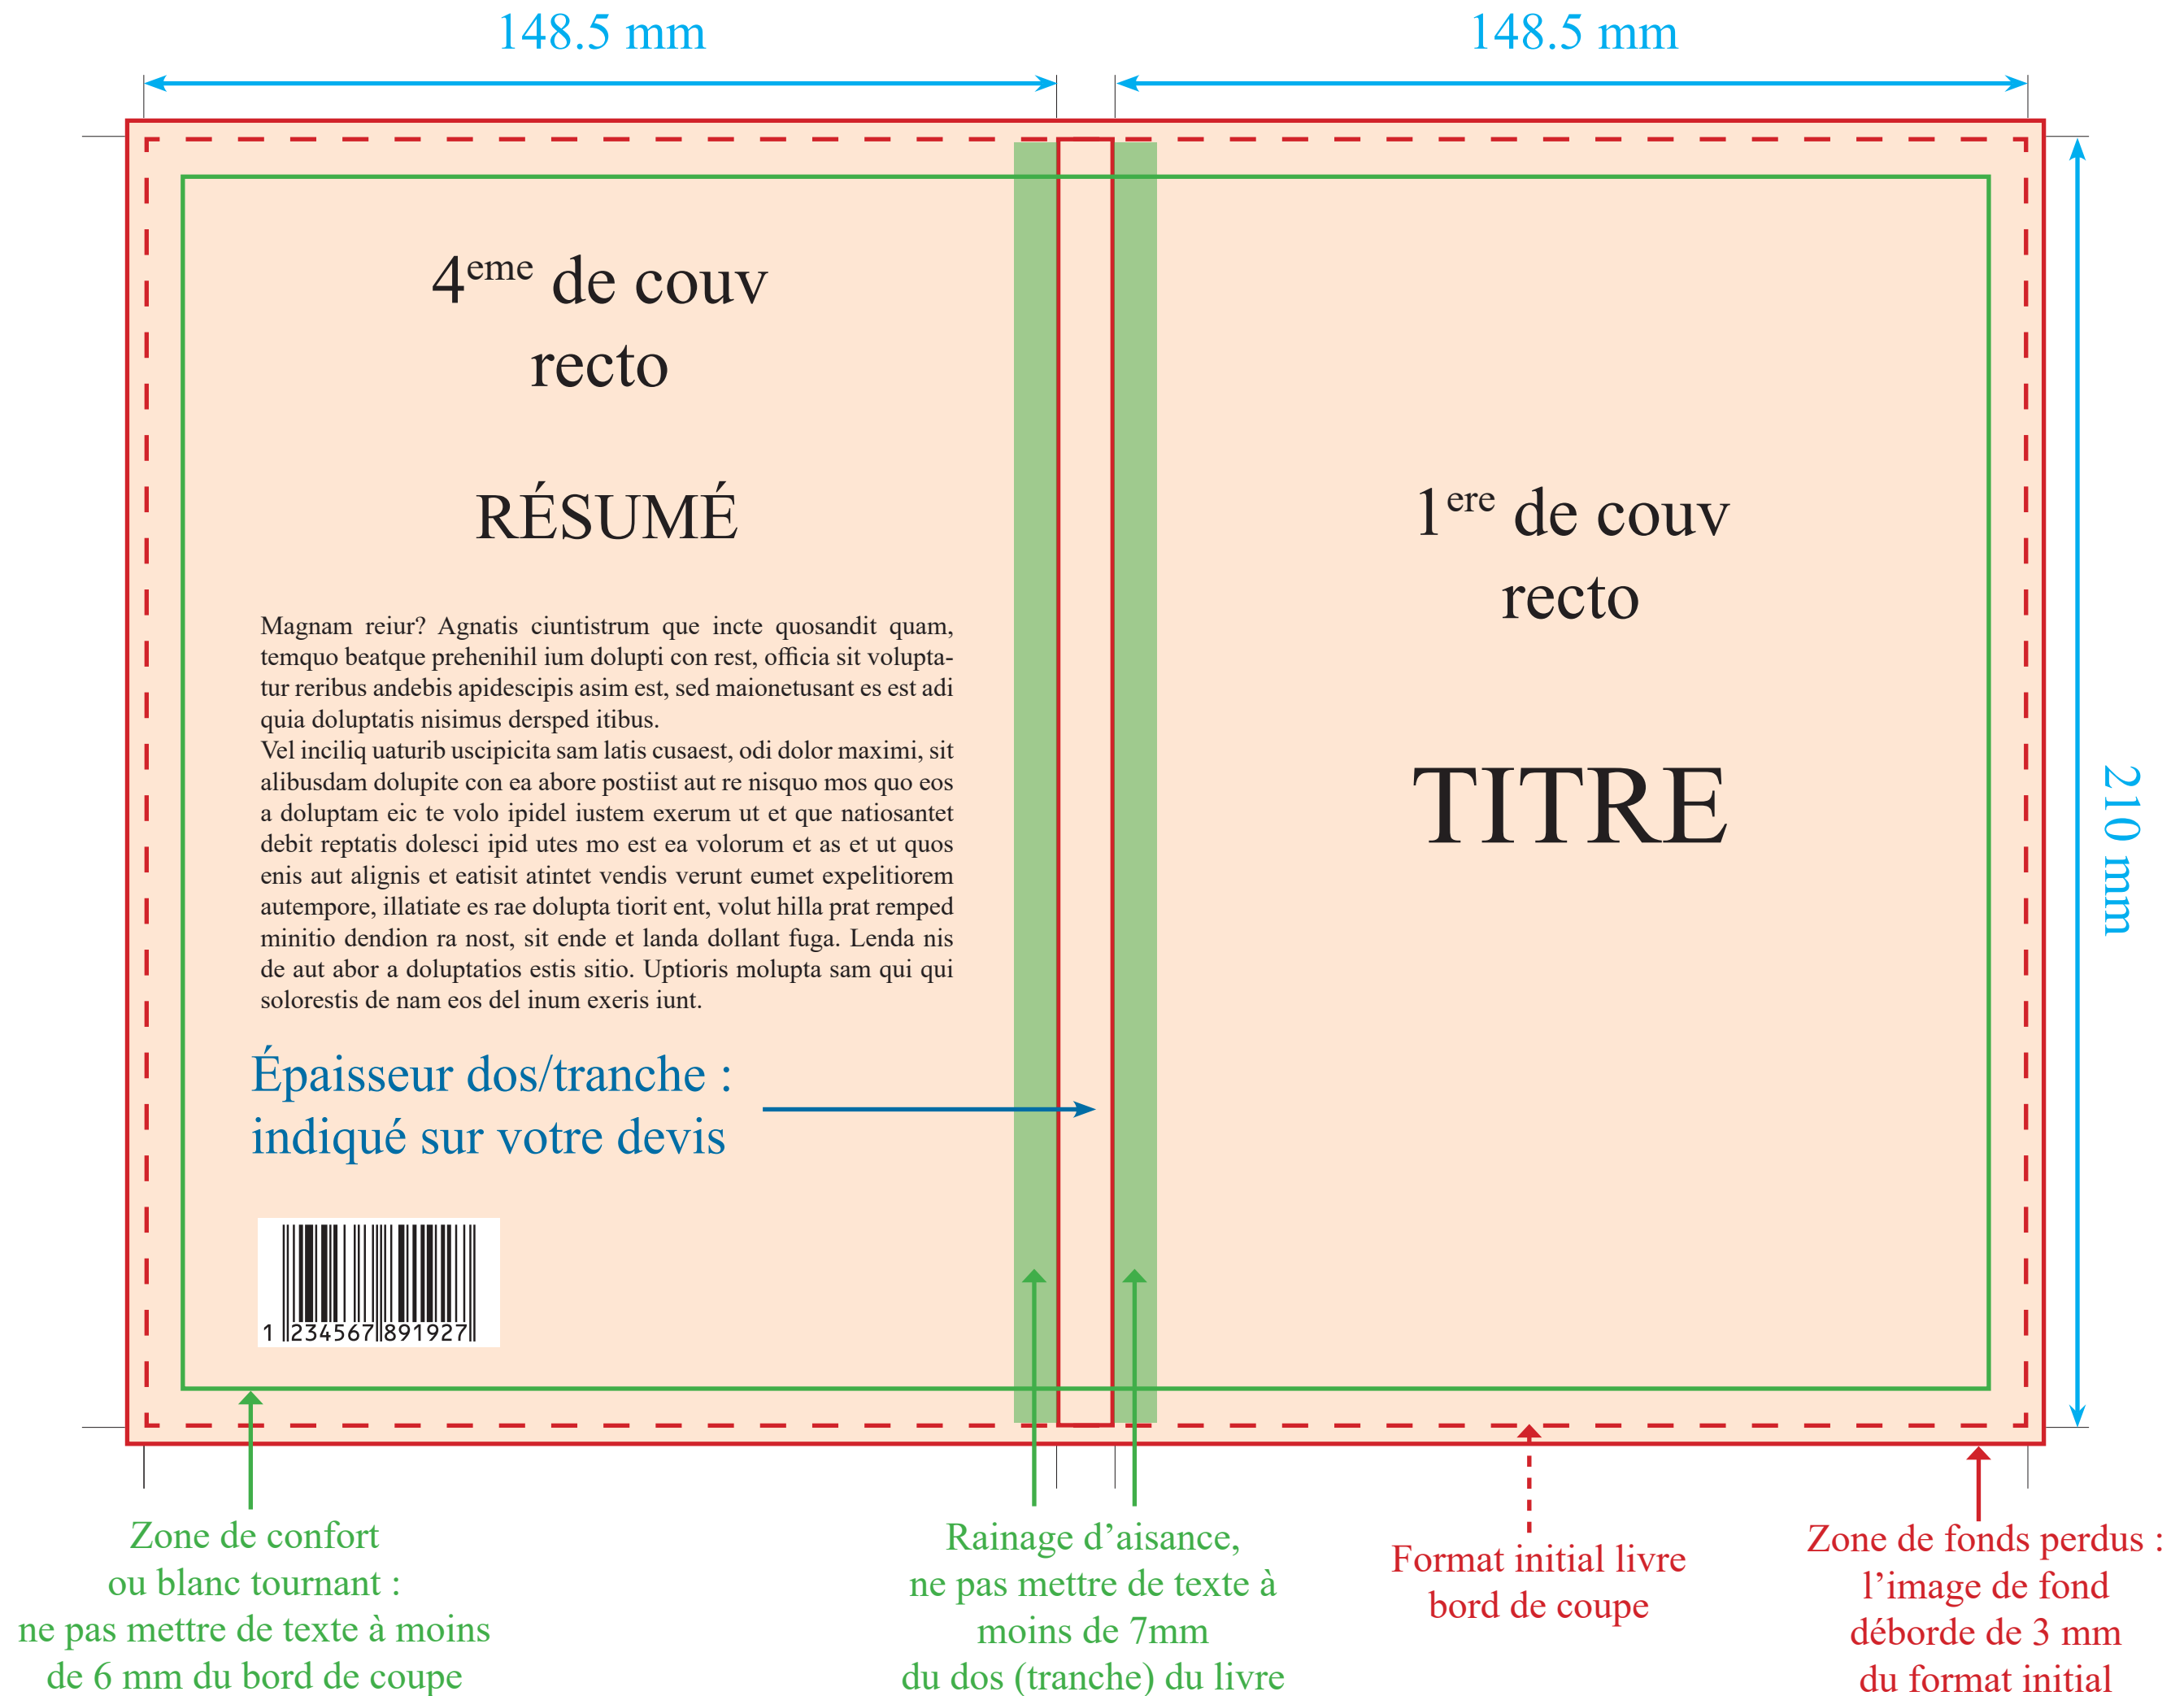 148.5 mm
148.5 mm
4eme de couv
recto
RÉSUMÉ
Magnam reiur? Agnatis ciuntistrum que incte quosandit quam,
temquo beatque prehenihil ium dolupti con rest, officia sit volupta-
tur reribus andebis apidescipis asim est, sed maionetusant es est adi
quia doluptatis nisimus dersped itibus.
Vel inciliq uaturib uscipicita sam latis cusaest, odi dolor maximi, sit
alibusdam dolupite con ea abore postiist aut re nisquo mos quo eos
a doluptam eic te volo ipidel iustem exerum ut et que natiosantet
debit reptatis dolesci ipid utes mo est ea volorum et as et ut quos
enis aut alignis et eatisit atintet vendis verunt eumet expelitiorem
autempore, illatiate es rae dolupta tiorit ent, volut hilla prat remped
minitio dendion ra nost, sit ende et landa dollant fuga. Lenda nis
de aut abor a doluptatios estis sitio. Uptioris molupta sam qui qui
solorestis de nam eos del inum exeris iunt.
Épaisseur dos/tranche :
indiqué sur votre devis
1 234567 891927
1ere de couv
recto
TITRE
210 mm
Zone de confort
ou blanc tournant :
ne pas mettre de texte à moins
de 6 mm du bord de coupe
Rainage d’aisance,
ne pas mettre de texte à
moins de 7mm
du dos (tranche) du livre
Format initial livre
bord de coupe
Zone de fonds perdus :
l’image de fond
déborde de 3 mm
du format initial